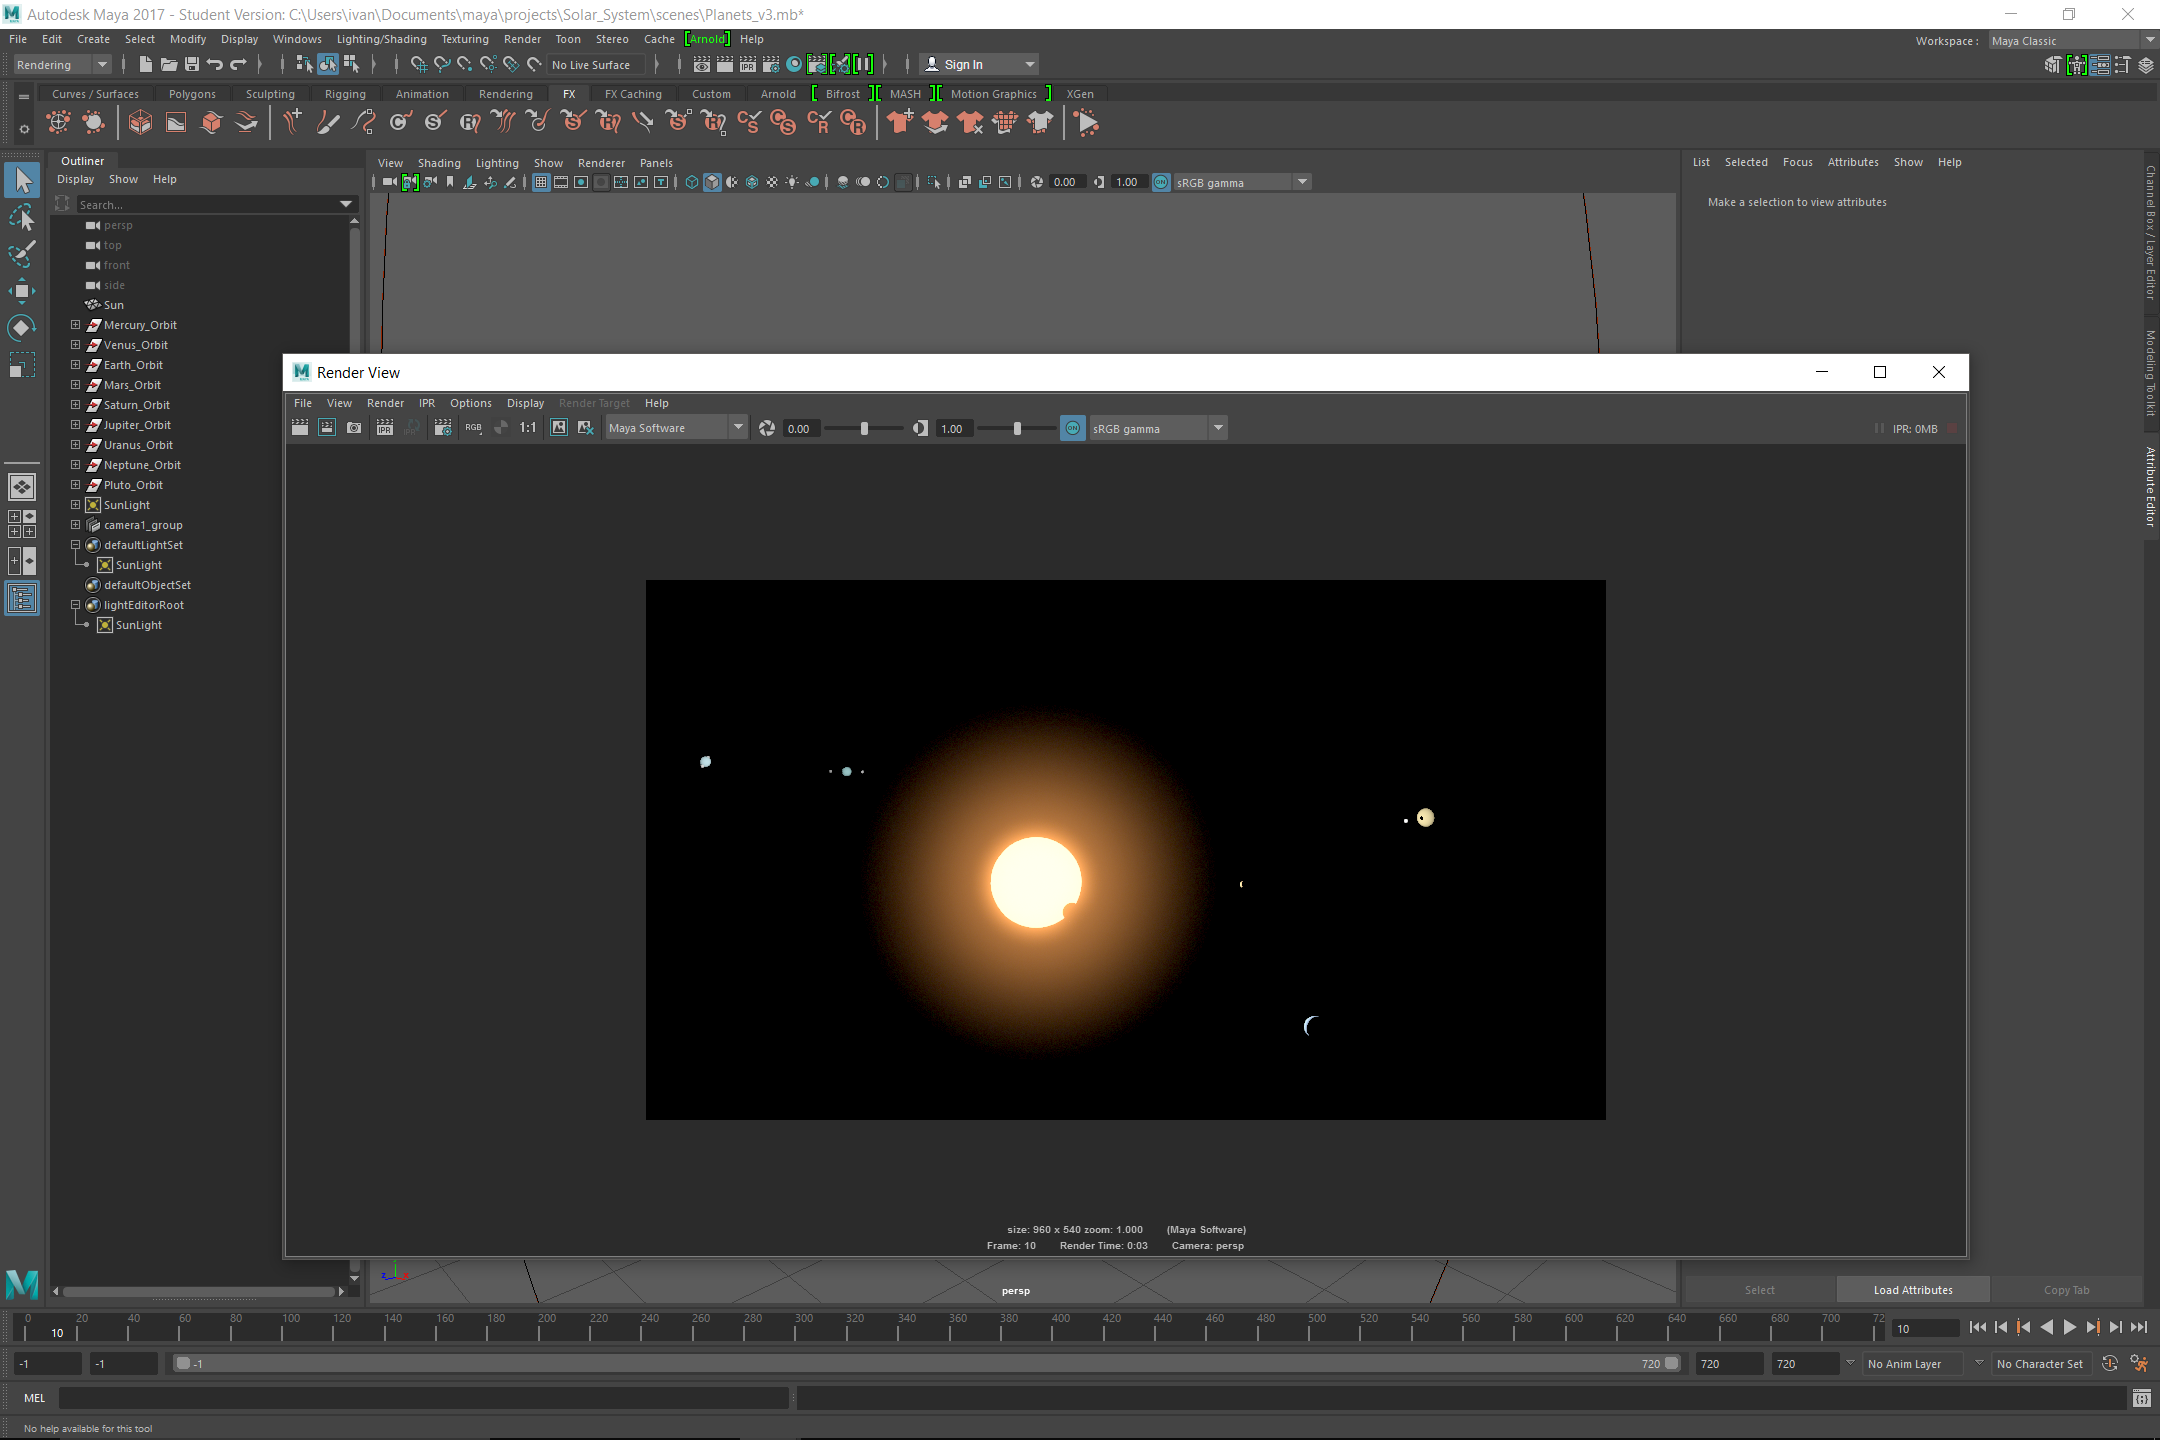 Autodesk Maya 2017 - Student Version: C:\Users\ivan\Documents\maya\projects\Solar_System\scenes\Planets_v3.mb*
File Edit Create Select Modify Display Windows Lighting/Shading Texturing Render Toon Stereo Cache [Arnold] Help
Workspace : Maya Classic
Rendering No Live Surface IPR Sign In
Curves / Surfaces Polygons Sculpting Rigging Animation Rendering FX FX Caching Custom Arnold [ Bifrost ][ MASH ][ Motion Graphics ] XGen
Outliner
Display Show Help
Search...
persp
top
front
side
Sun
Mercury_Orbit
Venus_Orbit
Earth_Orbit
Mars_Orbit
Saturn_Orbit
Jupiter_Orbit
Uranus_Orbit
Neptune_Orbit
Pluto_Orbit
SunLight
camera1_group
defaultLightSet
SunLight
defaultObjectSet
lightEditorRoot
SunLight
View Shading Lighting Show Renderer Panels
0.00 1.00 ON sRGB gamma
List Selected Focus Attributes Show Help
Make a selection to view attributes
Channel Box / Layer Editor
Modeling Toolkit
Attribute Editor
Render View
File View Render IPR Options Display Render Target Help
IPR IPR RGB 1:1 Maya Software 0.00 1.00 ON sRGB gamma IPR: 0MB
size: 960 x 540 zoom: 1.000 (Maya Software)
Frame: 10 Render Time: 0:03 Camera: persp
z x
persp
Select Load Attributes Copy Tab
0 20 40 60 80 100 120 140 160 180 200 220 240 260 280 300 320 340 360 380 400 420 440 460 480 500 520 540 560 580 600 620 640 660 680 700 72
10 10
-1 -1 -1 720 720 720 No Anim Layer No Character Set
MEL
No help available for this tool